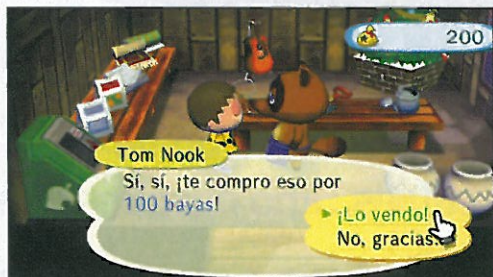 200
Tom Nook
Sí, sí, ¡te compro eso por
100 bayas!
¡Lo vendo!
No, gracias.